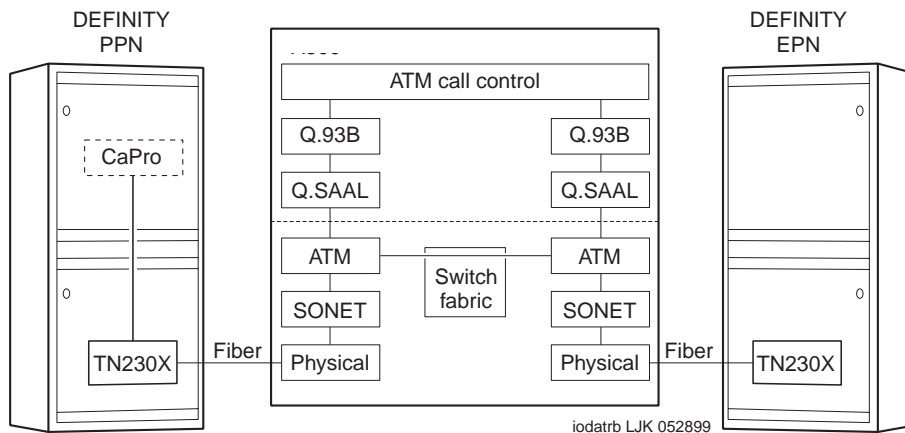 DEFINITY
PPN
DEFINITY
EPN
ATM call control
Q.93B
Q.93B
CaPro
Q.SAAL
Q.SAAL
ATM
ATM
Switch
fabric
SONET
SONET
TN230X
Fiber
Physical
Physical
Fiber
TN230X
iodatrb LJK 052899